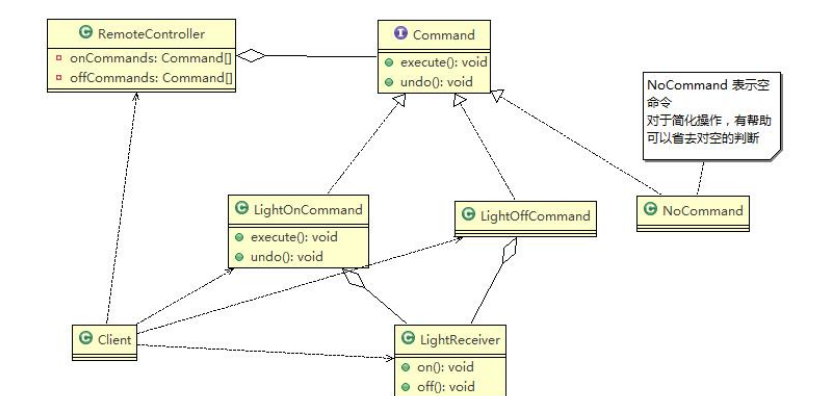 RemoteController
onCommands: Command[]
offCommands: Command[]
Command
execute(): void
undo(): void
NoCommand 表示空
命令
对于简化操作，有帮助
可以省去对空的判断
LightOnCommand
execute(): void
undo(): void
LightOffCommand
NoCommand
Client
LightReceiver
on(): void
off(): void